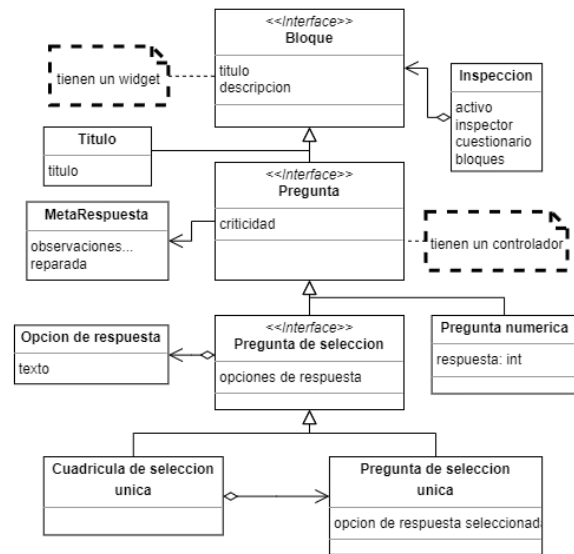 <<Interface>>
Bloque
titulo
descripcion
tienen un widget
Inspeccion
activo
inspector
cuestionario
bloques
Titulo
titulo
<<Interface>>
Pregunta
criticidad
MetaRespuesta
observaciones...
reparada
tienen un controlador
Opcion de respuesta
texto
<<Interface>>
Pregunta de seleccion
opciones de respuesta
Pregunta numerica
respuesta: int
Cuadricula de seleccion
unica
Pregunta de seleccion
unica
opcion de respuesta seleccionad